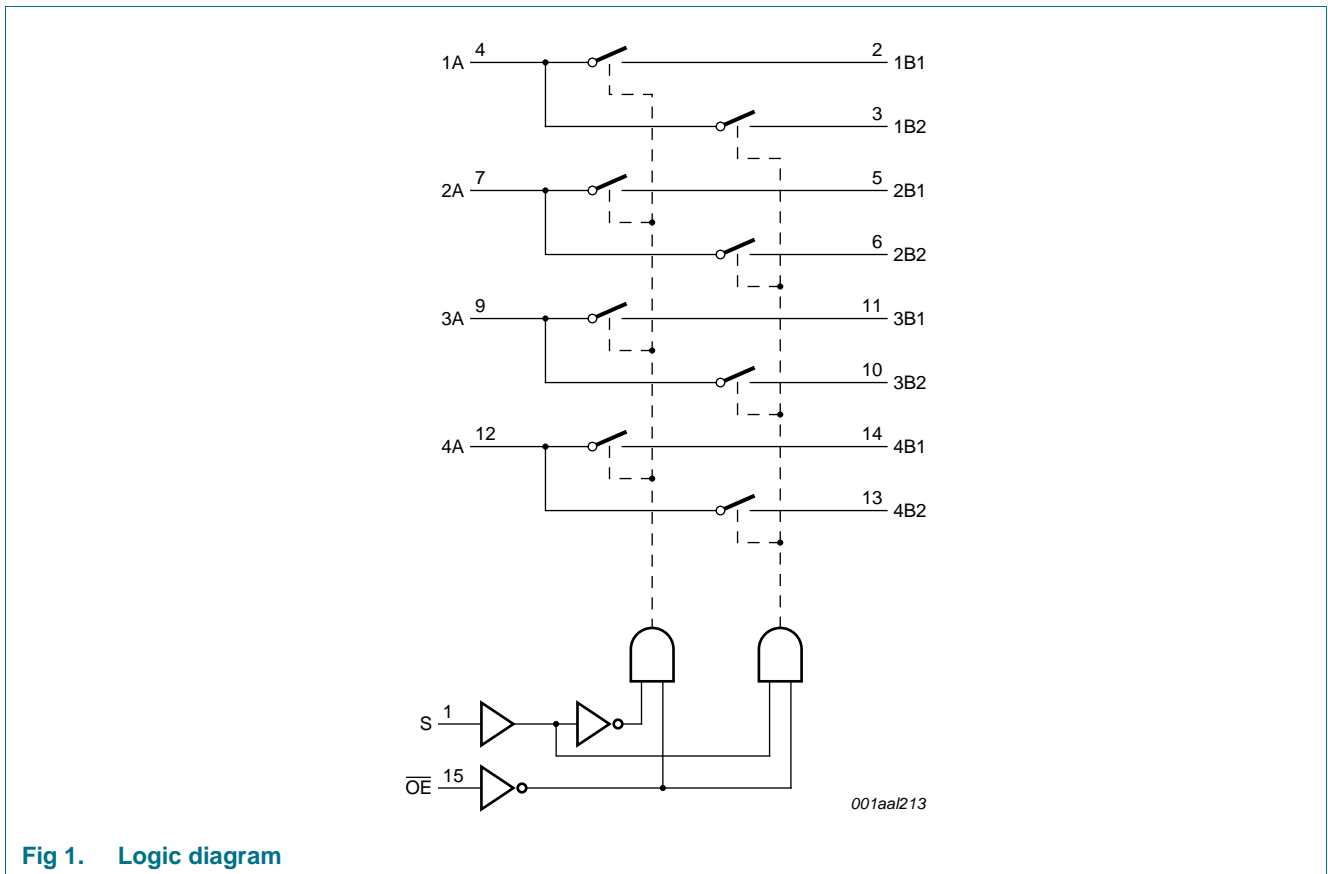 1A 4 2 1B1
3 1B2
2A 7 5 2B1
6 2B2
3A 9 11 3B1
10 3B2
4A 12 14 4B1
13 4B2
S 1
O̅E̅ 15
001aal213
Fig 1. Logic diagram